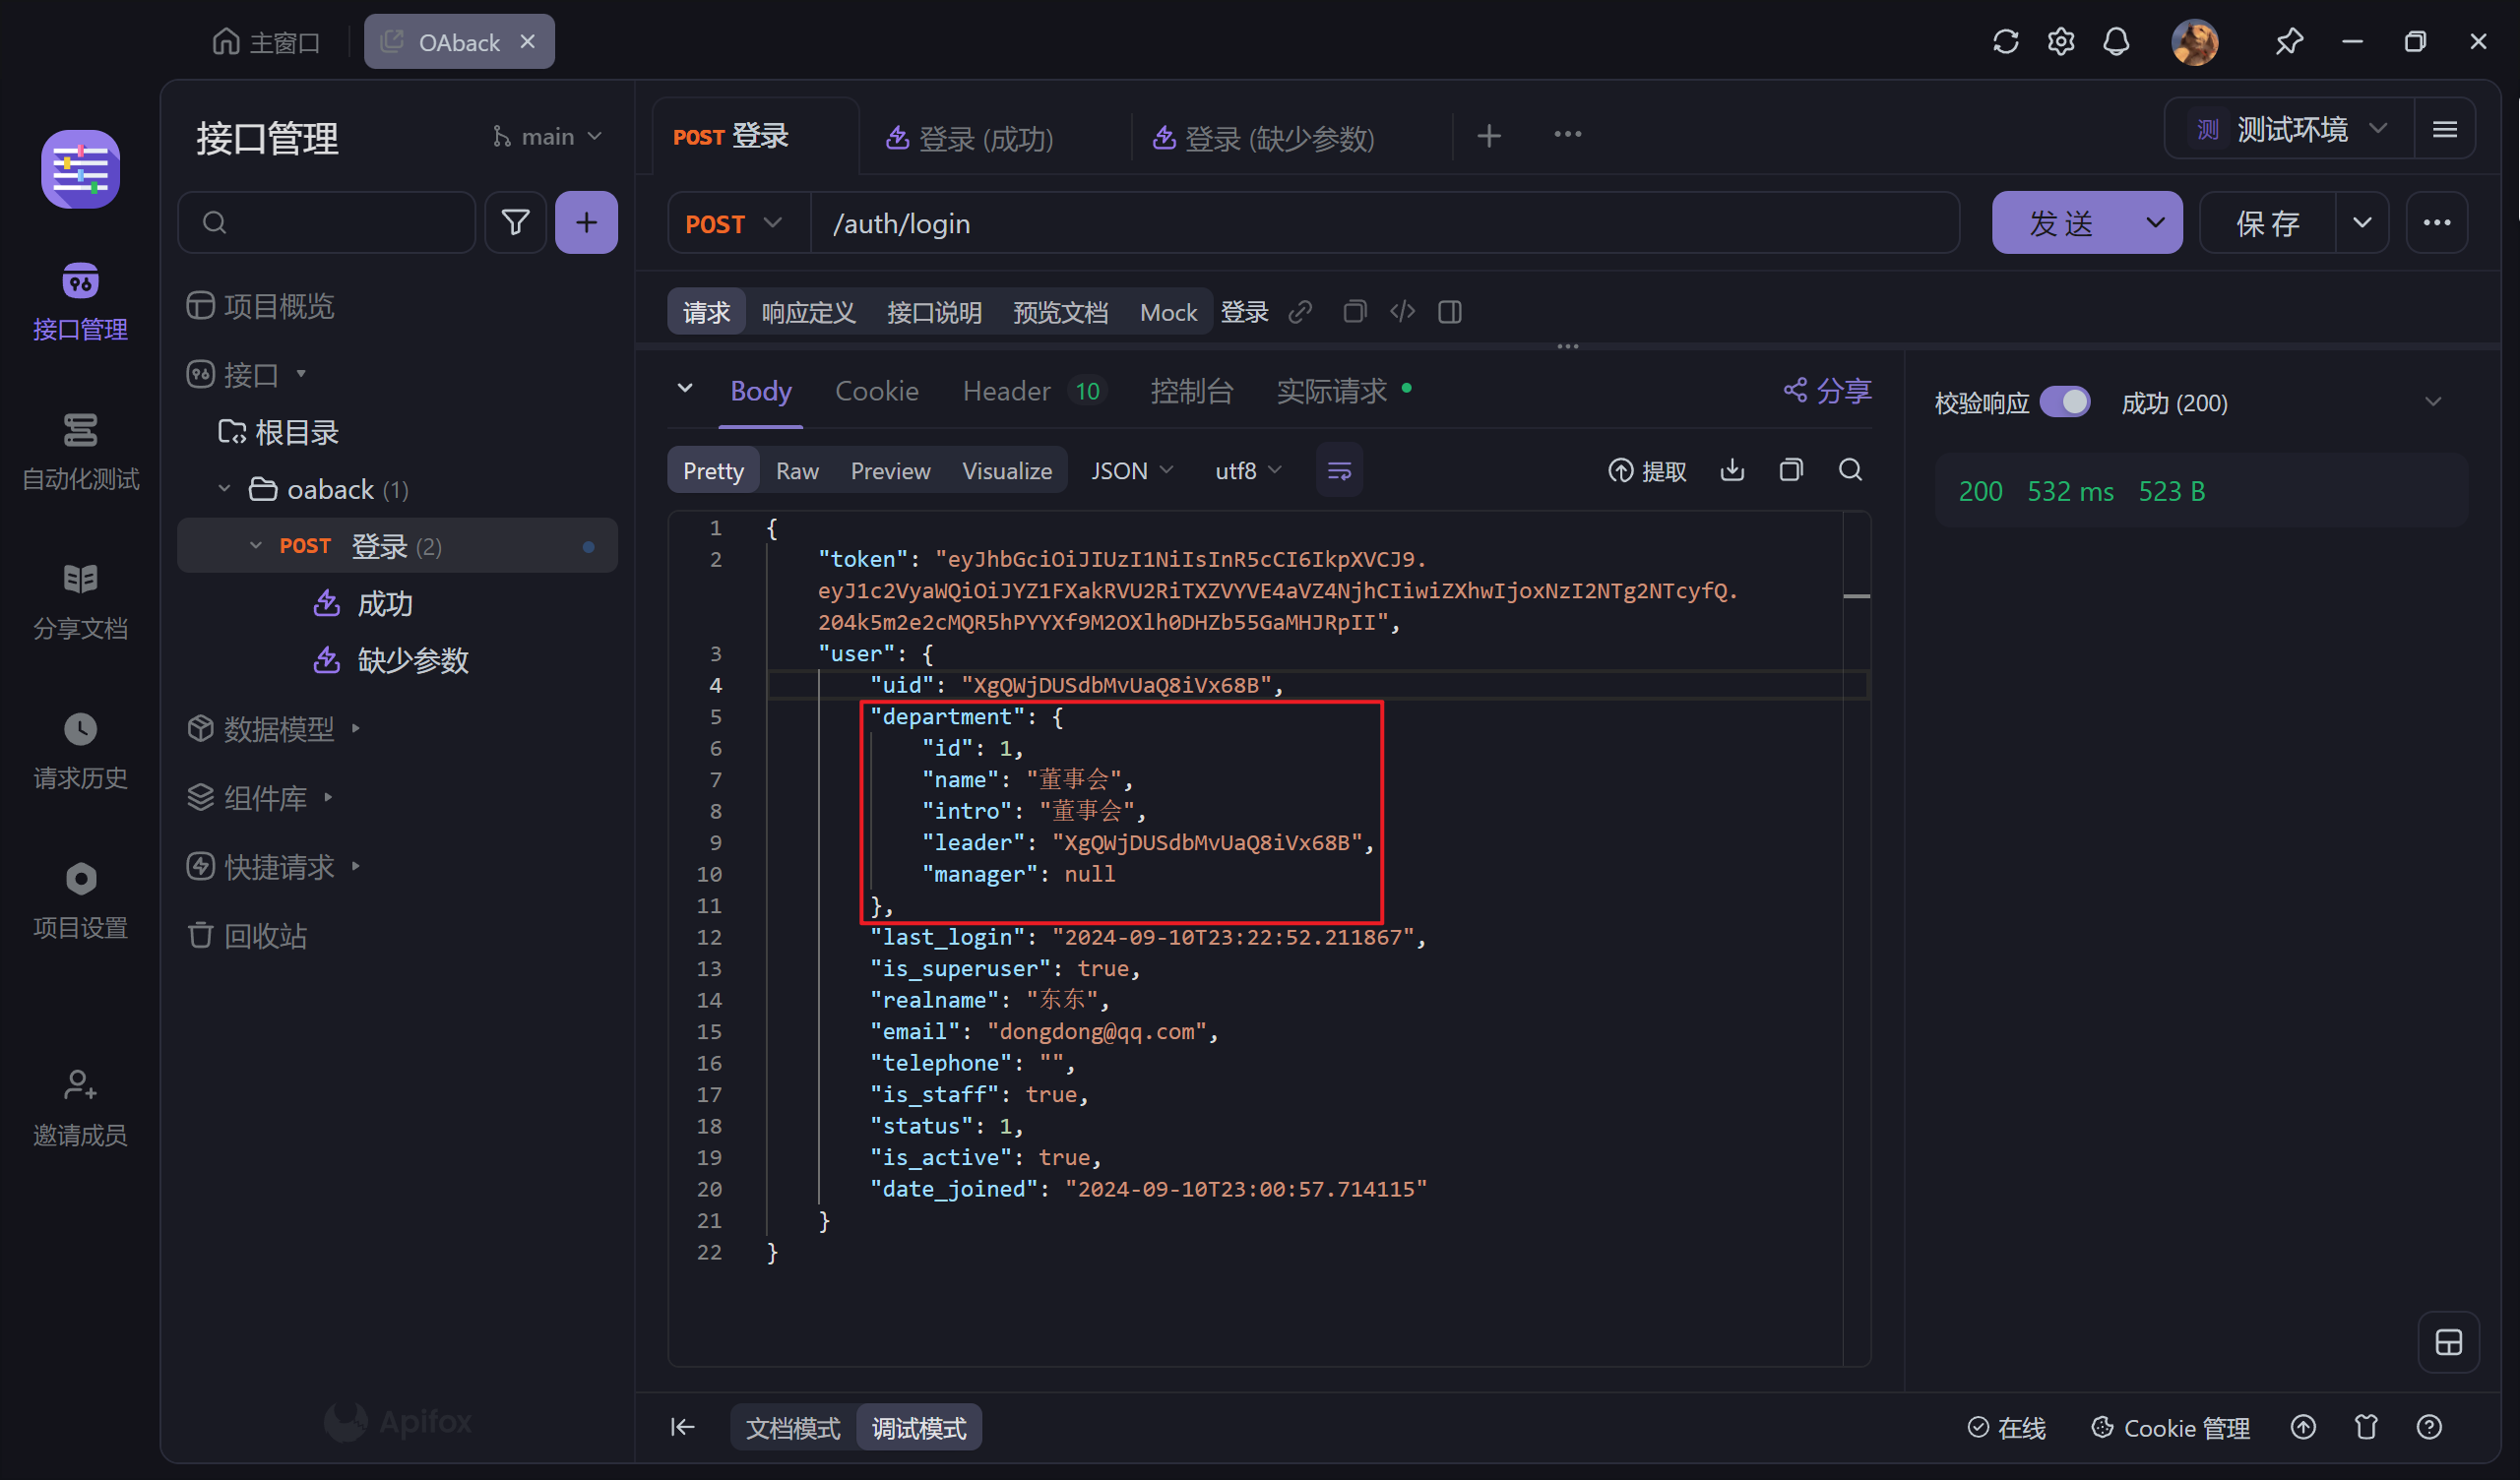 主窗口
OAback
接口管理
main
POST 登录
登录 (成功)
登录 (缺少参数)
测 测试环境
POST
/auth/login
发 送
保 存
接口管理
自动化测试
分享文档
请求历史
项目设置
邀请成员
项目概览
接口
根目录
oaback (1)
POST 登录 (2)
成功
缺少参数
数据模型
组件库
快捷请求
回收站
Apifox
请求 响应定义 接口说明 预览文档 Mock 登录
Body Cookie Header 10 控制台 实际请求 分享
Pretty Raw Preview Visualize JSON utf8 提取
1 {
2 "token": "eyJhbGciOiJIUzI1NiIsInR5cCI6IkpXVCJ9.
eyJ1c2VyaWQiOiJYZ1FXakRVU2RiTXZVYVE4aVZ4NjhCIiwiZXhwIjoxNzI2NTg2NTcyfQ.
204k5m2e2cMQR5hPYYXf9M2OXlh0DHZb55GaMHJRpII",
3 "user": {
4 "uid": "XgQWjDUSdbMvUaQ8iVx68B",
5 "department": {
6 "id": 1,
7 "name": "董事会",
8 "intro": "董事会",
9 "leader": "XgQWjDUSdbMvUaQ8iVx68B",
10 "manager": null
11 },
12 "last_login": "2024-09-10T23:22:52.211867",
13 "is_superuser": true,
14 "realname": "东东",
15 "email": "dongdong@qq.com",
16 "telephone": "",
17 "is_staff": true,
18 "status": 1,
19 "is_active": true,
20 "date_joined": "2024-09-10T23:00:57.714115"
21 }
22 }
校验响应 成功 (200)
200 532 ms 523 B
文档模式 调试模式
在线 Cookie 管理